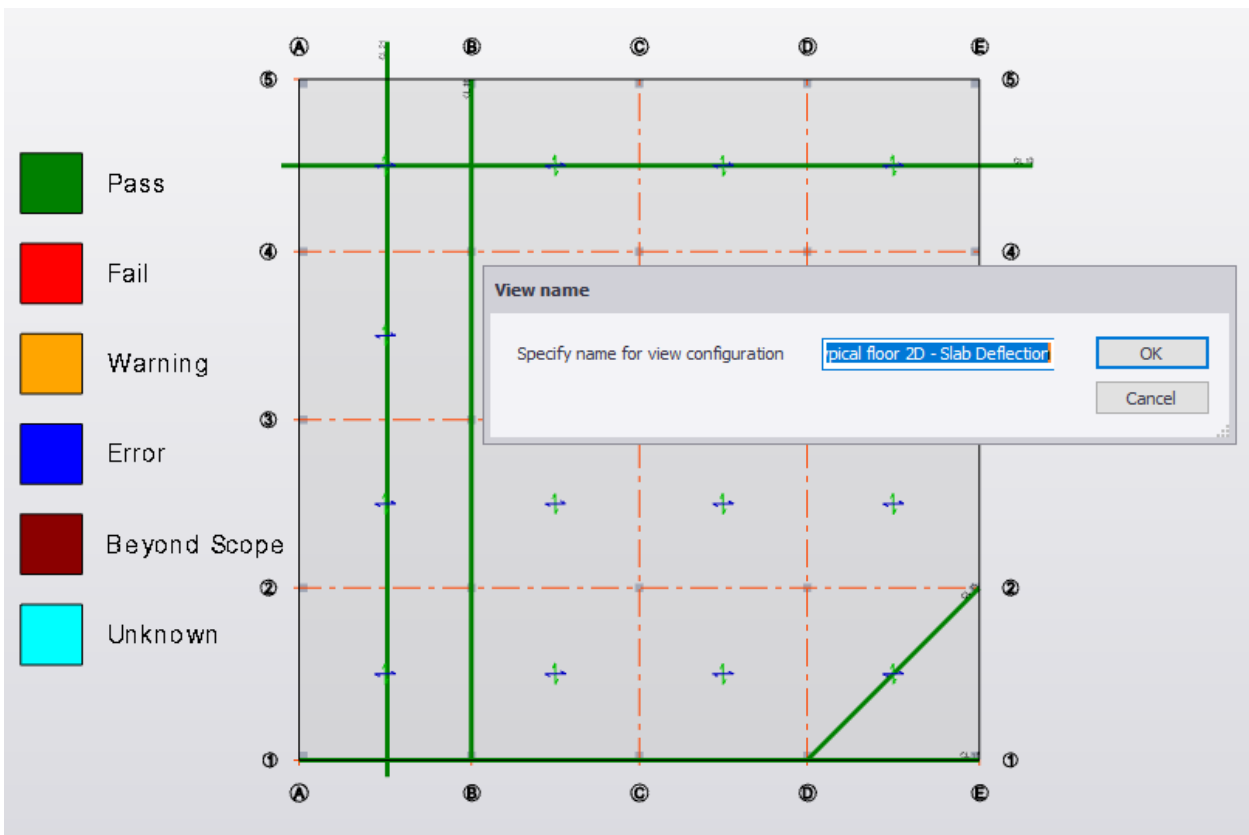 A B C D E
5 5
Pass
4 4
Fail
View name
Specify name for view configuration ypical floor 2D - Slab Deflection OK
Warning
Cancel
3
Error
Beyond Scope
2 2
Unknown
1 1
A B C D E